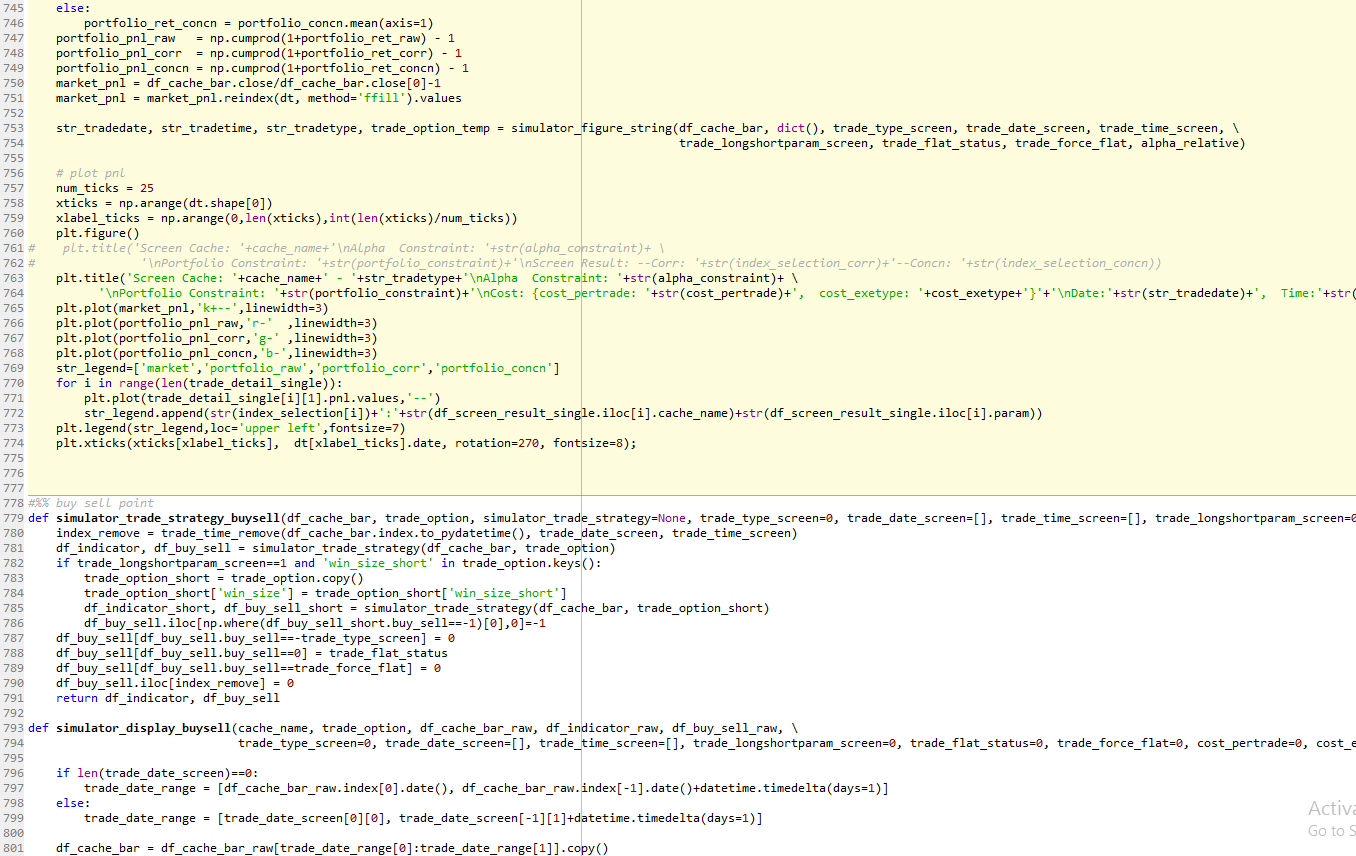 745     else:
746         portfolio_ret_concn = portfolio_concn.mean(axis=1)
747     portfolio_pnl_raw   = np.cumprod(1+portfolio_ret_raw) - 1
748     portfolio_pnl_corr  = np.cumprod(1+portfolio_ret_corr) - 1
749     portfolio_pnl_concn = np.cumprod(1+portfolio_ret_concn) - 1
750     market_pnl = df_cache_bar.close/df_cache_bar.close[0]-1
751     market_pnl = market_pnl.reindex(dt, method='ffill').values
752
753     str_tradedate, str_tradetime, str_tradetype, trade_option_temp = simulator_figure_string(df_cache_bar, dict(), trade_type_screen, trade_date_screen, trade_time_screen, \
754                                                                                              trade_longshortparam_screen, trade_flat_status, trade_force_flat, alpha_relative)
755
756     # plot pnl
757     num_ticks = 25
758     xticks = np.arange(dt.shape[0])
759     xlabel_ticks = np.arange(0,len(xticks),int(len(xticks)/num_ticks))
760     plt.figure()
761 #    plt.title('Screen Cache: '+cache_name+'\nAlpha  Constraint: '+str(alpha_constraint)+ \
762 #               '\nPortfolio Constraint: '+str(portfolio_constraint)+'\nScreen Result: --Corr: '+str(index_selection_corr)+'--Concn: '+str(index_selection_concn))
763     plt.title('Screen Cache: '+cache_name+' - '+str_tradetype+'\nAlpha  Constraint: '+str(alpha_constraint)+ \
764           '\nPortfolio Constraint: '+str(portfolio_constraint)+'\nCost: {cost_pertrade: '+str(cost_pertrade)+',  cost_exetype: '+cost_exetype+'}'+'\nDate:'+str(str_tradedate)+',  Time:'+str(
765     plt.plot(market_pnl,'k+--',linewidth=3)
766     plt.plot(portfolio_pnl_raw,'r-'  ,linewidth=3)
767     plt.plot(portfolio_pnl_corr,'g-' ,linewidth=3)
768     plt.plot(portfolio_pnl_concn,'b-',linewidth=3)
769     str_legend=['market','portfolio_raw','portfolio_corr','portfolio_concn']
770     for i in range(len(trade_detail_single)):
771         plt.plot(trade_detail_single[i][1].pnl.values,'--')
772         str_legend.append(str(index_selection[i])+':'+str(df_screen_result_single.iloc[i].cache_name)+str(df_screen_result_single.iloc[i].param))
773     plt.legend(str_legend,loc='upper left',fontsize=7)
774     plt.xticks(xticks[xlabel_ticks],  dt[xlabel_ticks].date, rotation=270, fontsize=8);
775
776
777
778 #%% buy sell point
779 def simulator_trade_strategy_buysell(df_cache_bar, trade_option, simulator_trade_strategy=None, trade_type_screen=0, trade_date_screen=[], trade_time_screen=[], trade_longshortparam_screen=0
780     index_remove = trade_time_remove(df_cache_bar.index.to_pydatetime(), trade_date_screen, trade_time_screen)
781     df_indicator, df_buy_sell = simulator_trade_strategy(df_cache_bar, trade_option)
782     if trade_longshortparam_screen==1 and 'win_size_short' in trade_option.keys():
783         trade_option_short = trade_option.copy()
784         trade_option_short['win_size'] = trade_option_short['win_size_short']
785         df_indicator_short, df_buy_sell_short = simulator_trade_strategy(df_cache_bar, trade_option_short)
786         df_buy_sell.iloc[np.where(df_buy_sell_short.buy_sell==-1)[0],0]=-1
787     df_buy_sell[df_buy_sell.buy_sell==-trade_type_screen] = 0
788     df_buy_sell[df_buy_sell.buy_sell==0] = trade_flat_status
789     df_buy_sell[df_buy_sell.buy_sell==trade_force_flat] = 0
790     df_buy_sell.iloc[index_remove] = 0
791     return df_indicator, df_buy_sell
792
793 def simulator_display_buysell(cache_name, trade_option, df_cache_bar_raw, df_indicator_raw, df_buy_sell_raw, \
794                               trade_type_screen=0, trade_date_screen=[], trade_time_screen=[], trade_longshortparam_screen=0, trade_flat_status=0, trade_force_flat=0, cost_pertrade=0, cost_e
795
796     if len(trade_date_screen)==0:
797         trade_date_range = [df_cache_bar_raw.index[0].date(), df_cache_bar_raw.index[-1].date()+datetime.timedelta(days=1)]
798     else:
799         trade_date_range = [trade_date_screen[0][0], trade_date_screen[-1][1]+datetime.timedelta(days=1)]
800
801     df_cache_bar = df_cache_bar_raw[trade_date_range[0]:trade_date_range[1]].copy()
Activa
Go to S